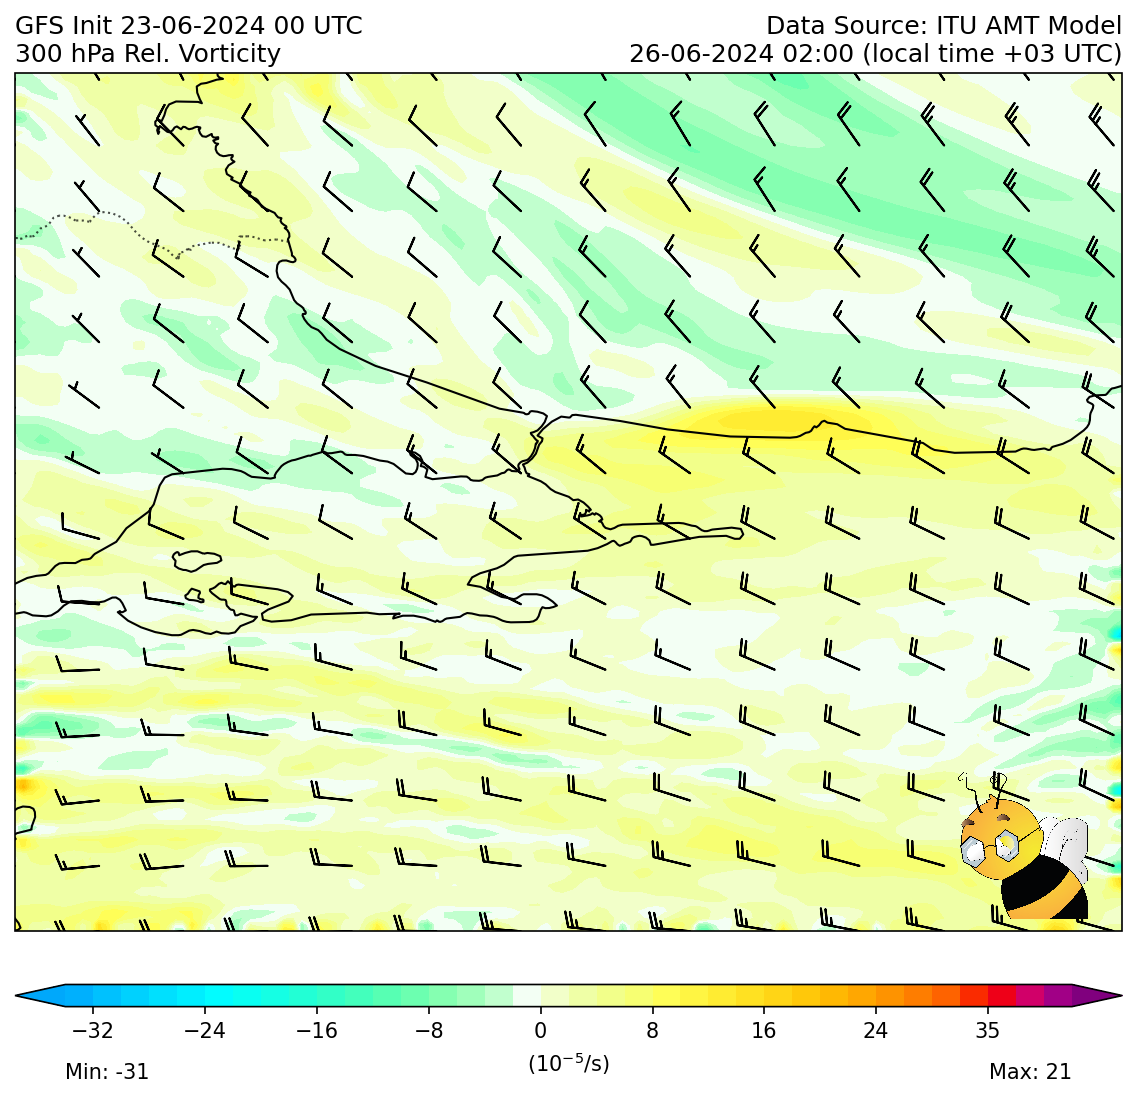 GFS Init 23-06-2024 00 UTC
Data Source: ITU AMT Model
300 hPa Rel. Vorticity
26-06-2024 02:00 (local time +03 UTC)
−32 −24 −16 −8 0 8 16 24 35
(10⁻⁵/s)
Min: -31
Max: 21